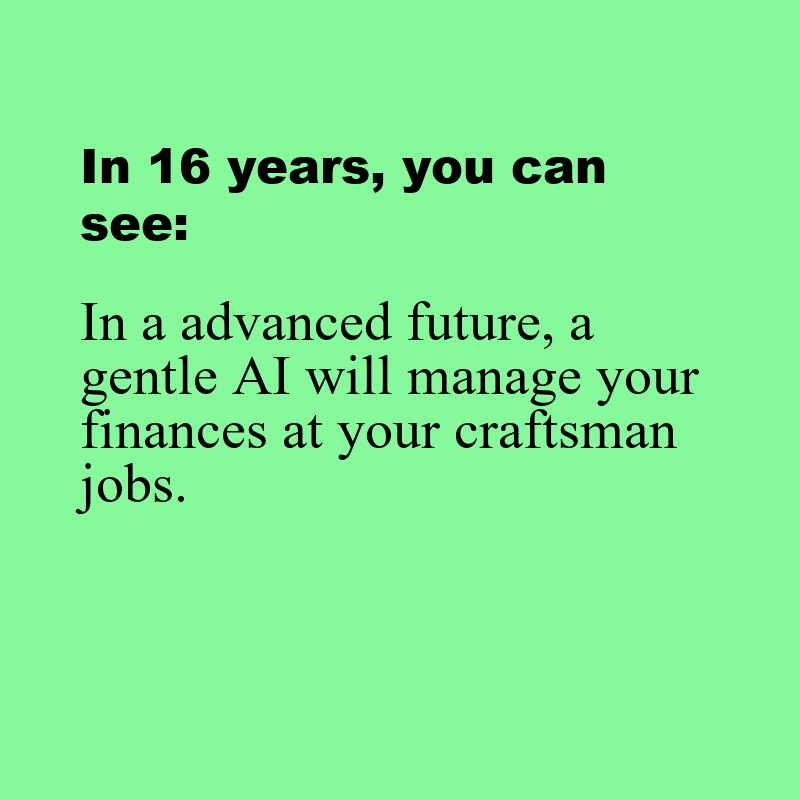 In 16 years, you can
see:
In a advanced future, a
gentle AI will manage your
finances at your craftsman
jobs.